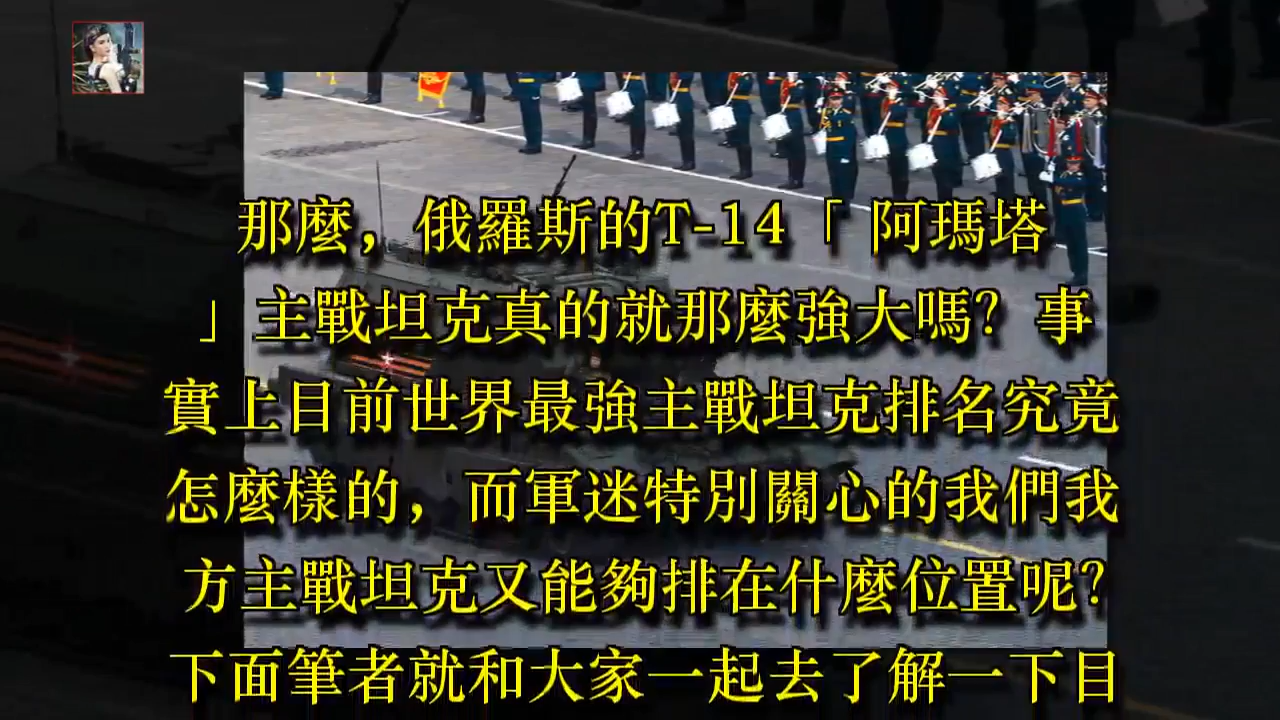 那麼，俄羅斯的T-14「 阿瑪塔
」主戰坦克真的就那麼強大嗎？事
實上目前世界最強主戰坦克排名究竟
怎麼樣的，而軍迷特別關心的我們我
方主戰坦克又能夠排在什麼位置呢？
下面筆者就和大家一起去了解一下目